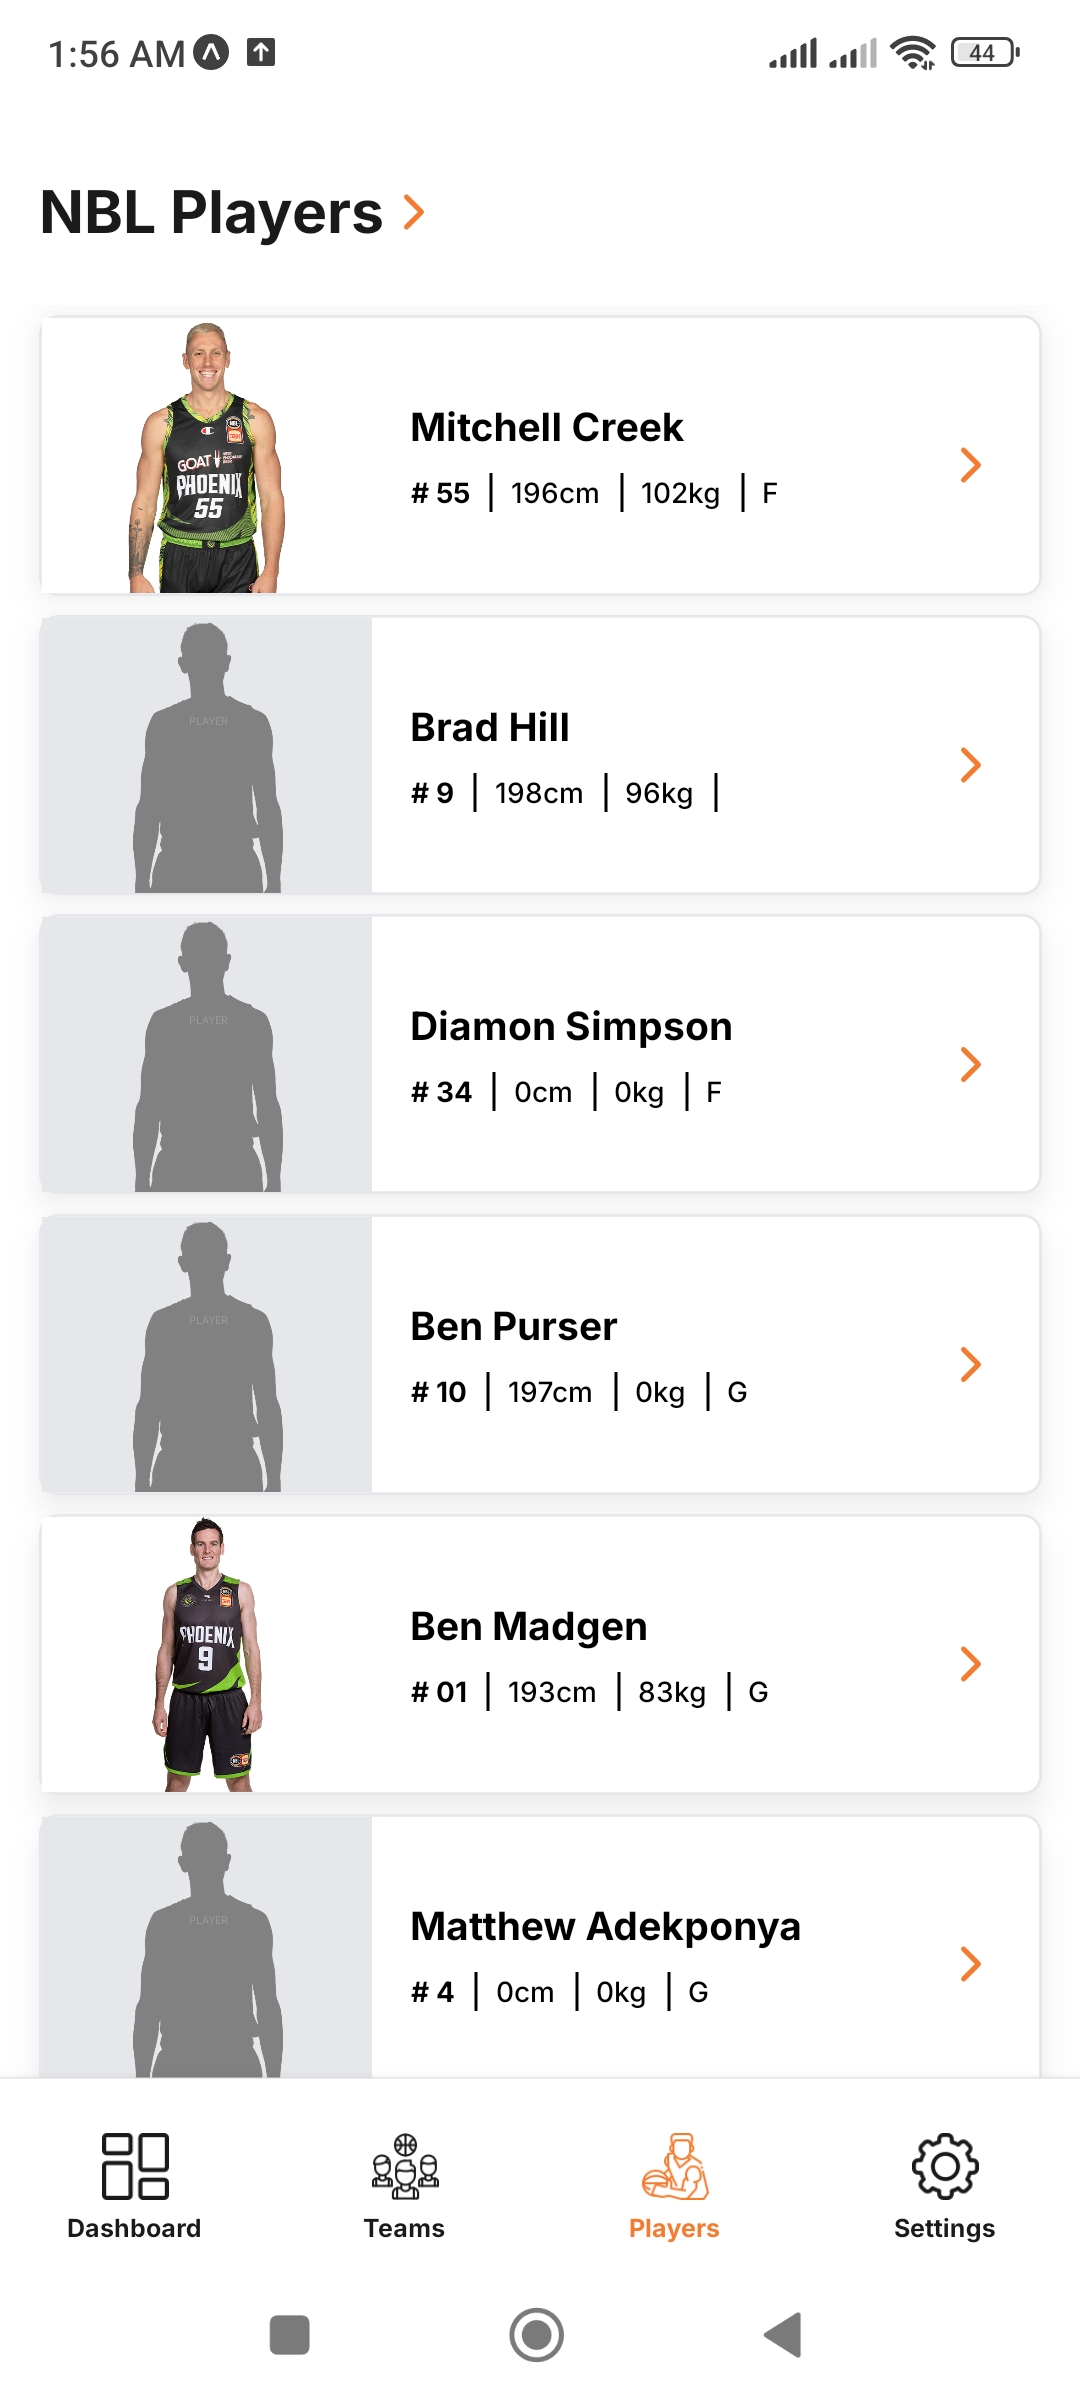 1:56 AM
44
NBL Players
GOAT
PHOENIX
55
Mitchell Creek
# 55 | 196cm | 102kg | F
PLAYER
Brad Hill
# 9 | 198cm | 96kg |
PLAYER
Diamon Simpson
# 34 | 0cm | 0kg | F
PLAYER
Ben Purser
# 10 | 197cm | 0kg | G
PHOENIX
9
Ben Madgen
# 01 | 193cm | 83kg | G
PLAYER
Matthew Adekponya
# 4 | 0cm | 0kg | G
Dashboard
Teams
Players
Settings